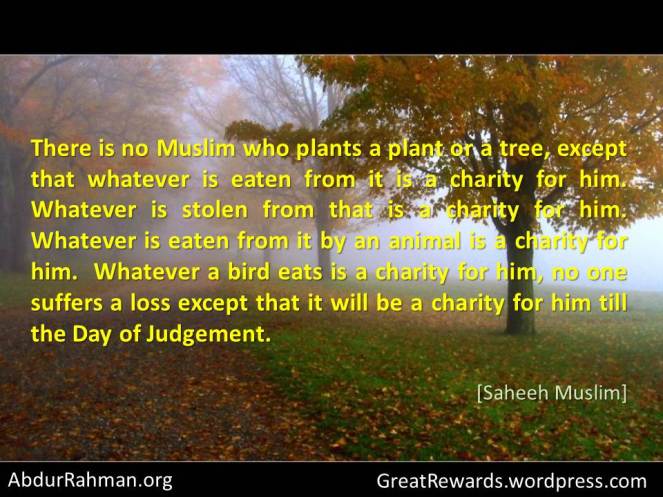 There is no Muslim who plants a plant or a tree, except
that whatever is eaten from it is a charity for him.
Whatever is stolen from that is a charity for him.
Whatever is eaten from it by an animal is a charity for
him. Whatever a bird eats is a charity for him, no one
suffers a loss except that it will be a charity for him till
the Day of Judgement.
[Saheeh Muslim]
AbdurRahman.org
GreatRewards.wordpress.com